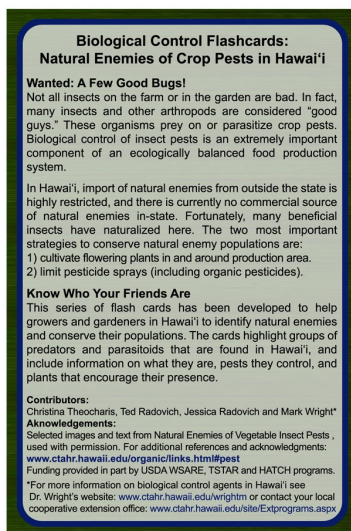 Biological Control Flashcards:
Natural Enemies of Crop Pests in Hawai‘i
Wanted: A Few Good Bugs!
Not all insects on the farm or in the garden are bad. In fact,
many insects and other arthropods are considered “good
guys.” These organisms prey on or parasitize crop pests.
Biological control of insect pests is an extremely important
component of an ecologically balanced food production
system.
In Hawai‘i, import of natural enemies from outside the state is
highly restricted, and there is currently no commercial source
of natural enemies in-state. Fortunately, many beneficial
insects have naturalized here. The two most important
strategies to conserve natural enemy populations are:
1) cultivate flowering plants in and around production area.
2) limit pesticide sprays (including organic pesticides).
Know Who Your Friends Are
This series of flash cards has been developed to help
growers and gardeners in Hawai‘i to identify natural enemies
and conserve their populations. The cards highlight groups of
predators and parasitoids that are found in Hawai‘i, and
include information on what they are, pests they control, and
plants that encourage their presence.
Contributors:
Christina Theocharis, Ted Radovich, Jessica Radovich and Mark Wright*
Aknowledgements:
Selected images and text from Natural Enemies of Vegetable Insect Pests ,
used with permission. For additional references and acknowledgments:
www.ctahr.hawaii.edu/organic/links.html#pest
Funding provided in part by USDA WSARE, TSTAR and HATCH programs.
*For more information on biological control agents in Hawai‘i see
Dr. Wright’s website: www.ctahr.hawaii.edu/wrightm or contact your local
cooperative extension office: www.ctahr.hawaii.edu/site/Extprograms.aspx